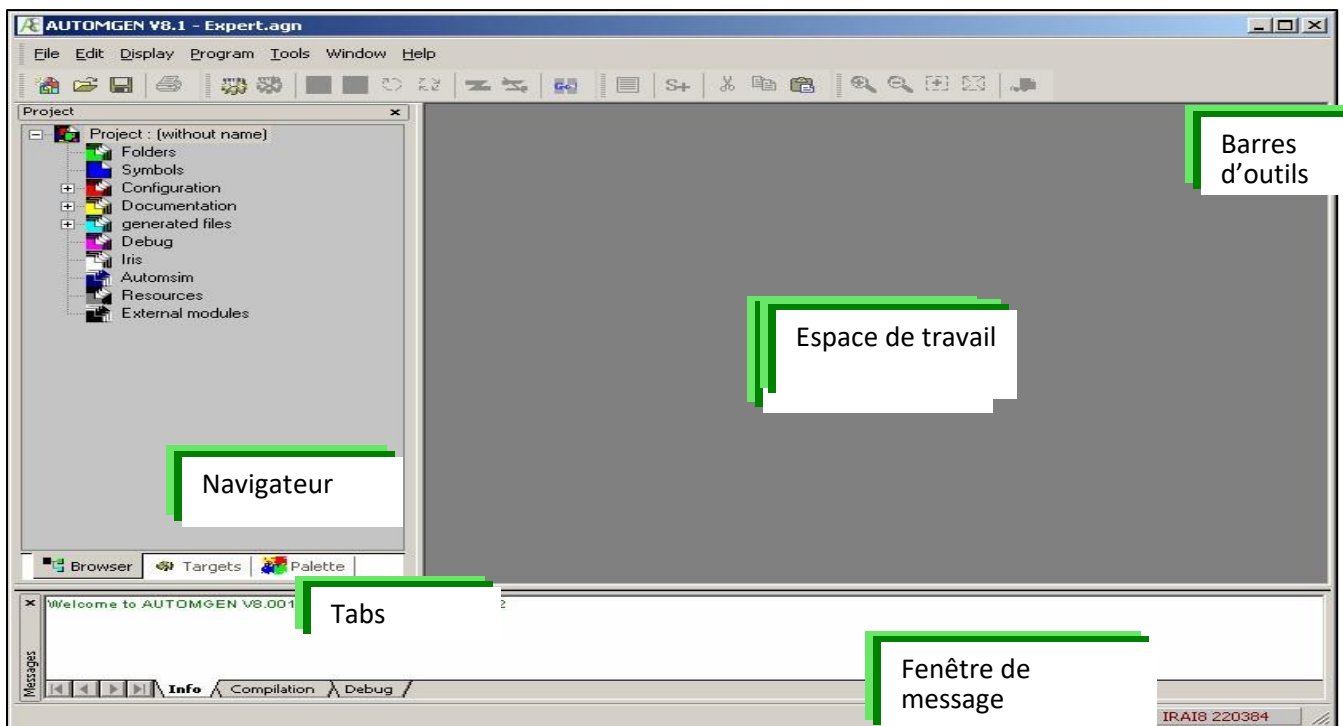 AUTOMGEN V8.1 - Expert.agn
File Edit Display Program Tools Window Help
Go!
S+
Project
Project : (without name)
Folders
Symbols
Configuration
Documentation
generated files
Debug
Iris
Automsim
Resources
External modules
Barres
d’outils
Espace de travail
Navigateur
Browser Targets Palette
Welcome to AUTOMGEN V8.001
Tabs
Messages
Info Compilation Debug
Fenêtre de
message
IRAI8 220384